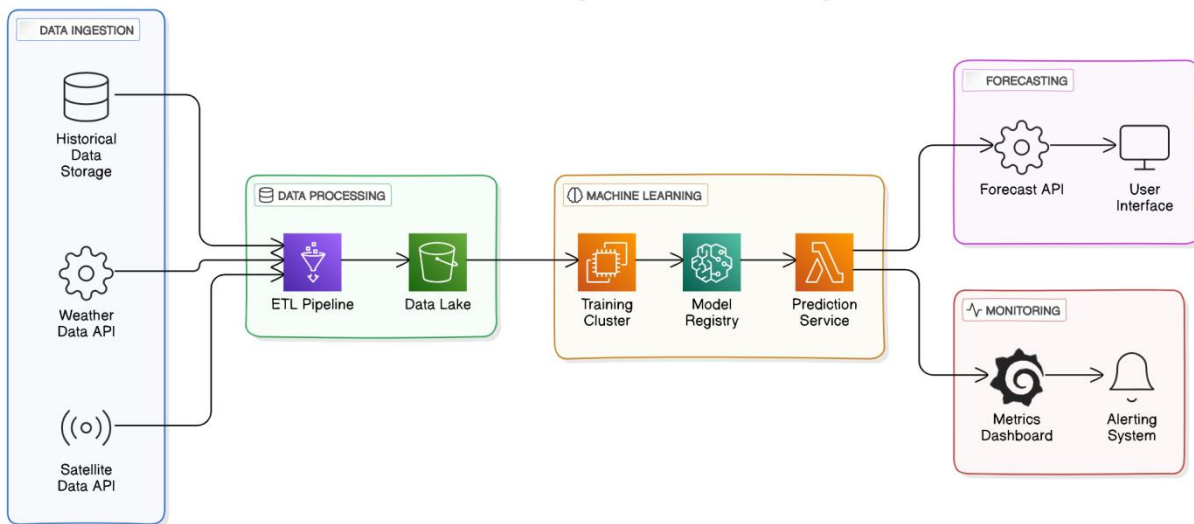 DATA INGESTION
Historical
Data
Storage
Weather
Data API
Satellite
Data API
DATA PROCESSING
ETL Pipeline
Data Lake
MACHINE LEARNING
Training
Cluster
Model
Registry
Prediction
Service
FORECASTING
Forecast API
User
Interface
MONITORING
Metrics
Dashboard
Alerting
System